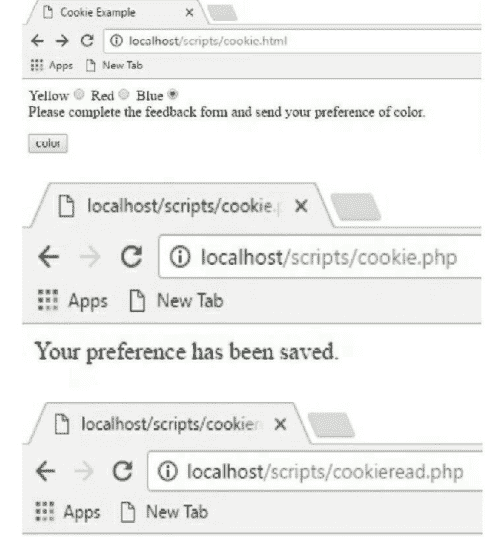 Cookie Example
localhost/scripts/cookie.html
Apps New Tab
Yellow Red Blue
Please complete the feedback form and send your preference of color.
color
localhost/scripts/cookie.p
localhost/scripts/cookie.php
Apps New Tab
Your preference has been saved.
localhost/scripts/cookier
localhost/scripts/cookieread.php
Apps New Tab